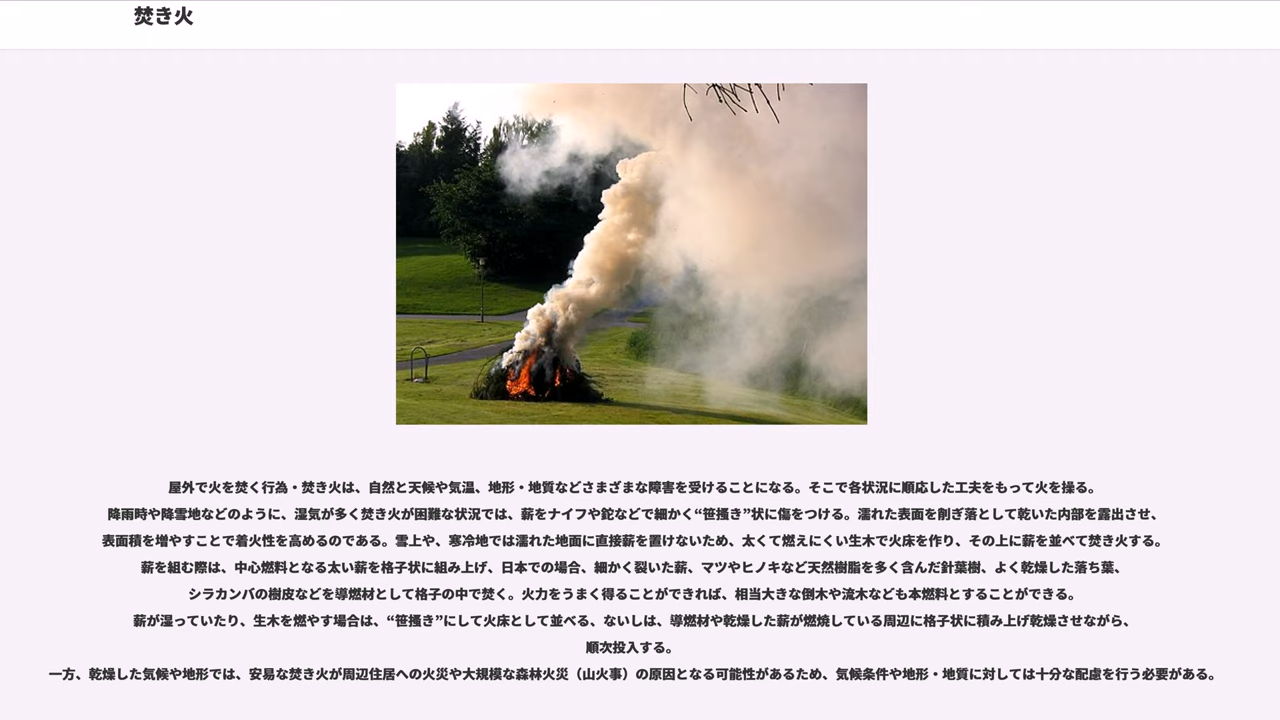 焚き火
屋外で火を焚く行為・焚き火は、自然と天候や気温、地形・地質などさまざまな障害を受けることになる。そこで各状況に順応した工夫をもって火を操る。
降雨時や降雪地などのように、湿気が多く焚き火が困難な状況では、薪をナイフや鉈などで細かく“笹掻き”状に傷をつける。濡れた表面を削ぎ落として乾いた内部を露出させ、
表面積を増やすことで着火性を高めるのである。雪上や、寒冷地では濡れた地面に直接薪を置けないため、太くて燃えにくい生木で火床を作り、その上に薪を並べて焚き火する。
薪を組む際は、中心燃料となる太い薪を格子状に組み上げ、日本での場合、細かく裂いた薪、マツやヒノキなど天然樹脂を多く含んだ針葉樹、よく乾燥した落ち葉、
シラカンバの樹皮などを導燃材として格子の中で焚く。火力をうまく得ることができれば、相当大きな倒木や流木なども本燃料とすることができる。
薪が湿っていたり、生木を燃やす場合は、“笹掻き”にして火床として並べる、ないしは、導燃材や乾燥した薪が燃焼している周辺に格子状に積み上げ乾燥させながら、
順次投入する。
一方、乾燥した気候や地形では、安易な焚き火が周辺住居への火災や大規模な森林火災（山火事）の原因となる可能性があるため、気候条件や地形・地質に対しては十分な配慮を行う必要がある。